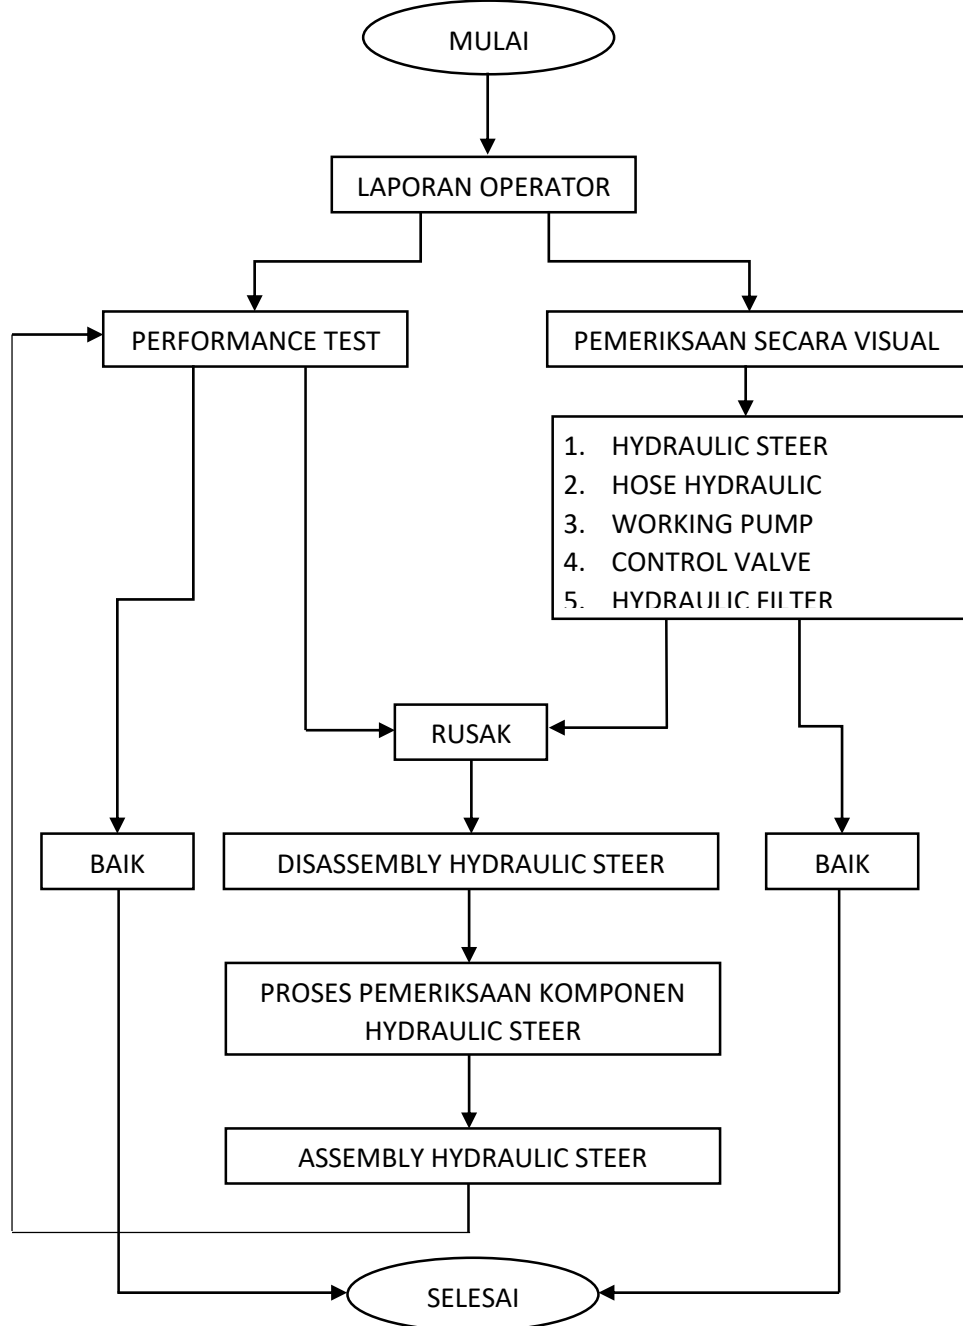 MULAI
LAPORAN OPERATOR
PERFORMANCE TEST
PEMERIKSAAN SECARA VISUAL
1. HYDRAULIC STEER
2. HOSE HYDRAULIC
3. WORKING PUMP
4. CONTROL VALVE
5. HYDRAULIC FILTER
RUSAK
BAIK
DISASSEMBLY HYDRAULIC STEER
BAIK
PROSES PEMERIKSAAN KOMPONEN
HYDRAULIC STEER
ASSEMBLY HYDRAULIC STEER
SELESAI